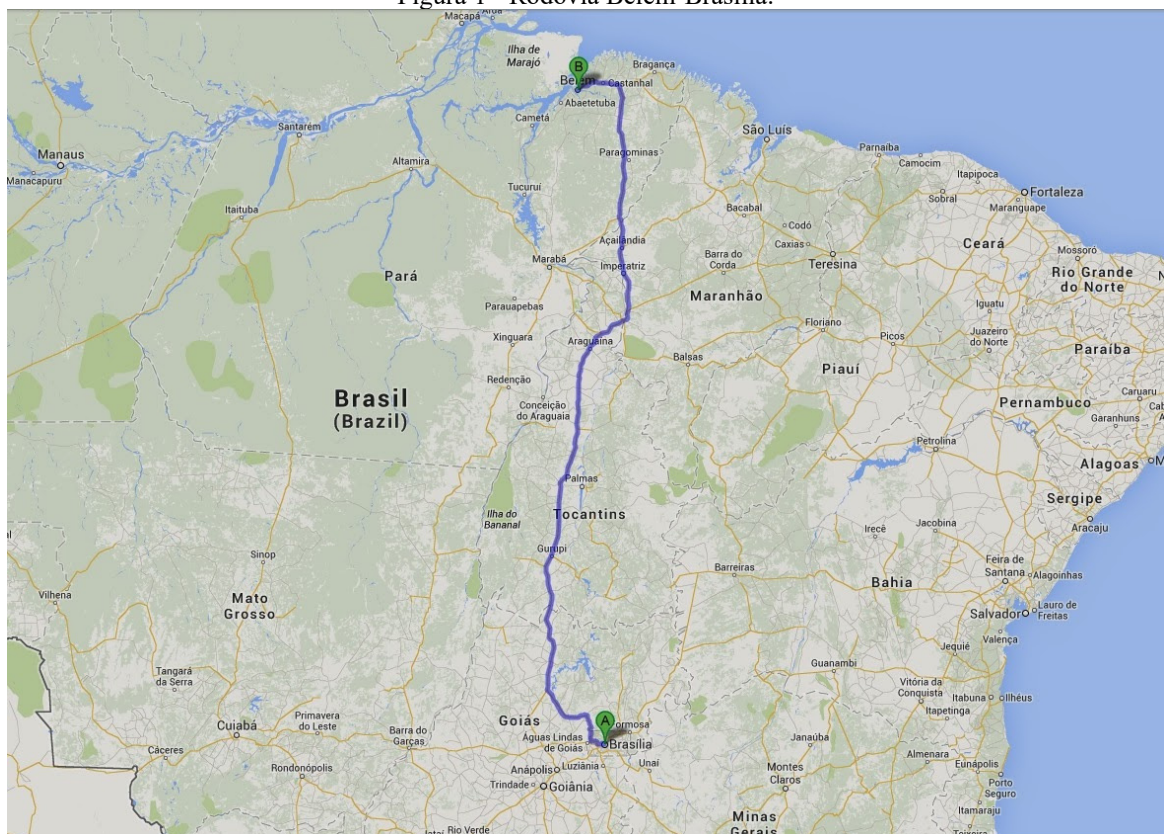 Figura 1 - Rodovia Belém-Brasília.
Macapá
Ilha de
Marajó
B
Belém
Castanhal
Bragança
Abaetetuba
Cametá
Santarém
São Luís
Manaus
Manacapuru
Altamira
Paragominas
Parnaíba
Camocim
Itapipoca
Tucuruí
Sobral
Fortaleza
Maranguape
Itaituba
Bacabal
Codó
Caxias
Açailândia
Ceará
Mossoró
Marabá
Imperatriz
Barra do
Corda
Teresina
Rio Grande
do Norte
Pará
Parauapebas
Maranhão
Iguatu
Floriano
Picos
Juazeiro
do Norte
Xinguara
Araguaína
Balsas
Paraíba
Piauí
Redenção
Brasil
(Brazil)
Conceição
do Araguaia
Pernambuco
Caruaru
Garanhuns
Petrolina
Alagoas
Palmas
Sergipe
Ilha do
Bananal
Tocantins
Aracaju
Irecê
Jacobina
Gurupi
Sinop
Barreiras
Feira de
Santana
Alagoinhas
Bahia
Vilhena
Mato
Grosso
Salvador
Lauro de
Freitas
Valença
Jequié
Guanambi
Tangará
da Serra
Vitória da
Conquista
Itabuna
Ilhéus
Itapetinga
Goiás
A
Formosa
Cuiabá
Primavera
do Leste
Barra do
Garças
Águas Lindas
de Goiás
Brasília
Janaúba
Cáceres
Almenara
Luziânia
Unaí
Eunápolis
Rondonópolis
Anápolis
Montes
Claros
Porto
Seguro
Trindade
Goiânia
Itamaraju
Minas
Gerais
Rio Verde